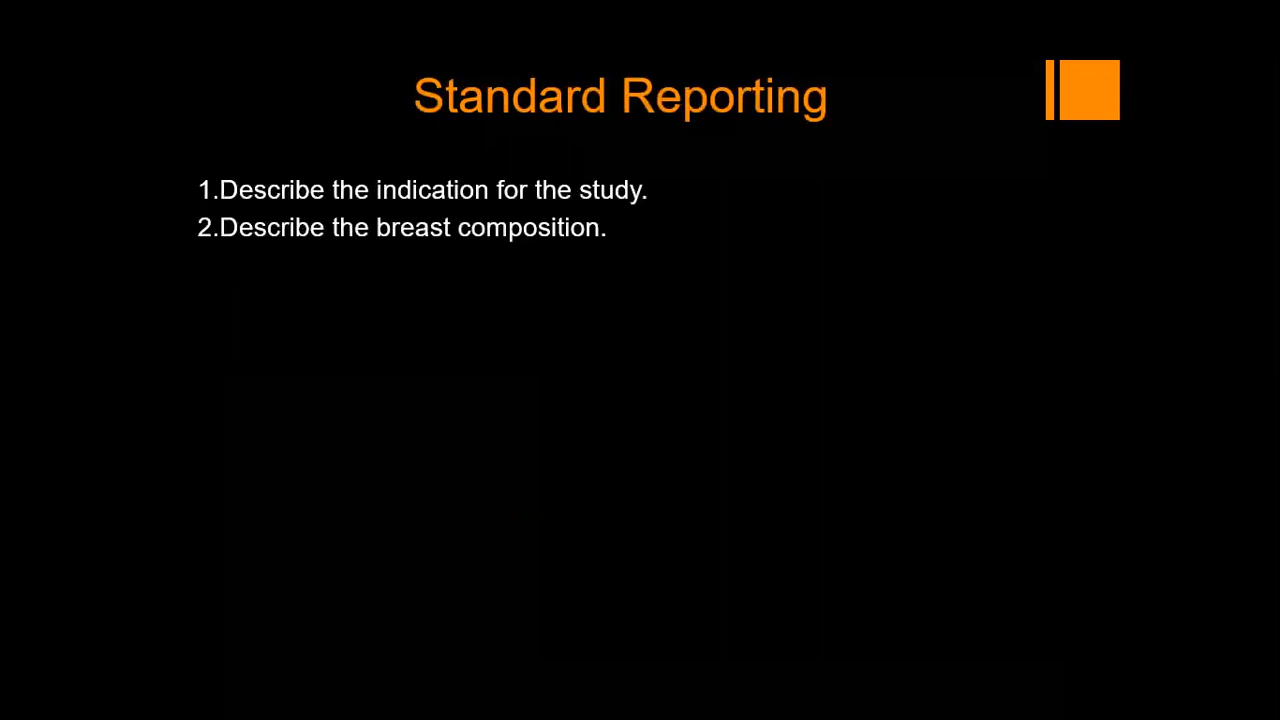 Standard Reporting
1.Describe the indication for the study.
2.Describe the breast composition.